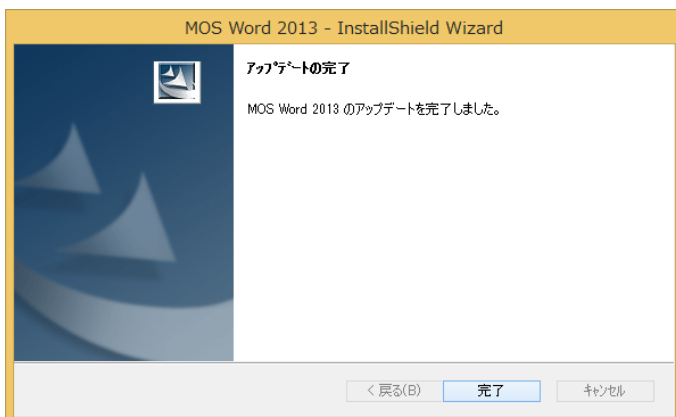 MOS Word 2013 - InstallShield Wizard
ｱｯﾌﾟﾃﾞｰﾄの完了
MOS Word 2013 のアップデートを完了しました。
< 戻る(B)
完了
ｷｬﾝｾﾙ